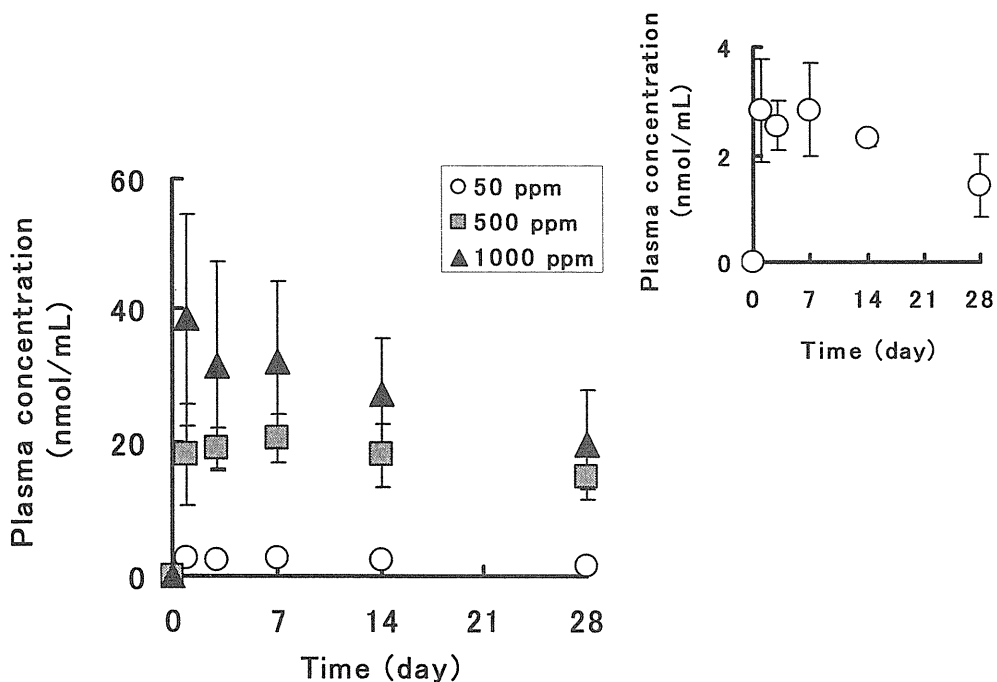 Plasma concentration
(nmol/mL)
60
40
20
0
0 7 14 21 28
Time (day)
50 ppm
500 ppm
1000 ppm
Plasma concentration
(nmol/mL)
4
2
0
0 7 14 21 28
Time (day)